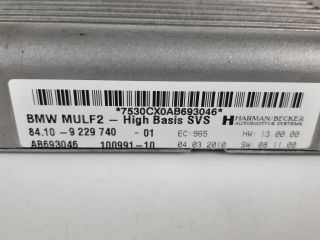 *7530CX0AB693046*
BMW MULF2 – High Basis SVS
HARMAN/BECKER
AUTOMOTIVE SYSTEMS
84.10 – 9 229 740 – 01 EC: 965 HW: 13.00.00
AB693046 100991-10 04.03.2010 SW: 08.11.00